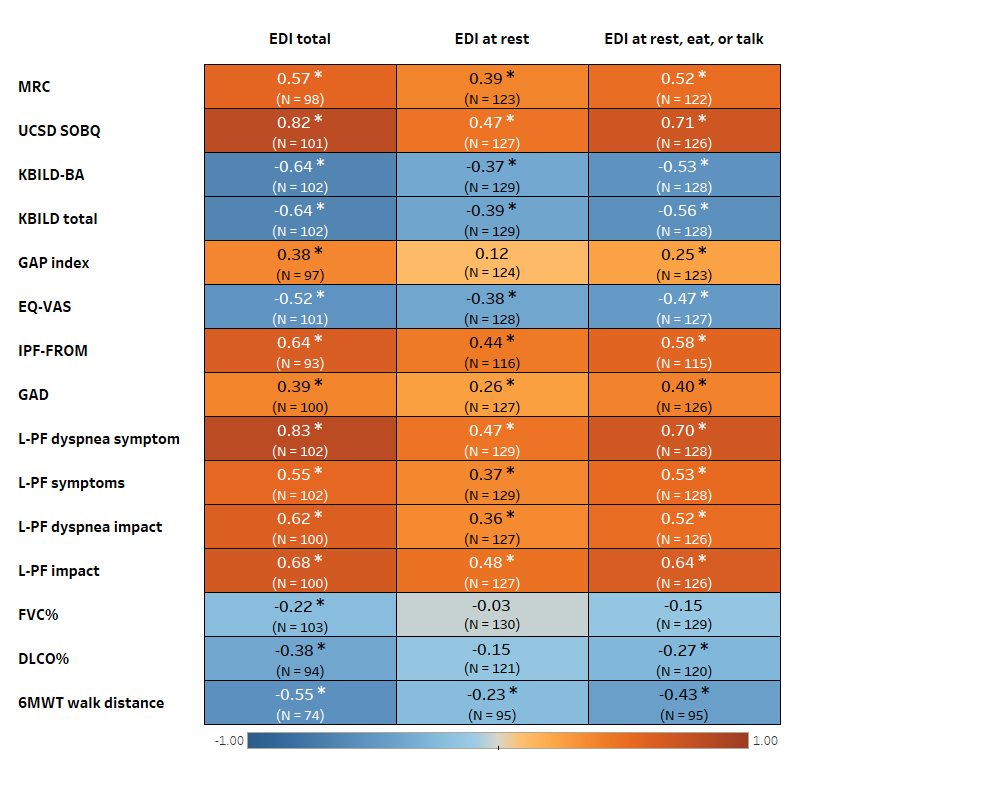 EDI total EDI at rest EDI at rest, eat, or talk
MRC 0.57 * 0.39 * 0.52 *
(N = 98) (N = 123) (N = 122)
UCSD SOBQ 0.82 * 0.47 * 0.71 *
(N = 101) (N = 127) (N = 126)
KBILD-BA -0.64 * -0.37 * -0.53 *
(N = 102) (N = 129) (N = 128)
KBILD total -0.64 * -0.39 * -0.56 *
(N = 102) (N = 129) (N = 128)
GAP index 0.38 * 0.12 0.25 *
(N = 97) (N = 124) (N = 123)
EQ-VAS -0.52 * -0.38 * -0.47 *
(N = 101) (N = 128) (N = 127)
IPF-FROM 0.64 * 0.44 * 0.58 *
(N = 93) (N = 116) (N = 115)
GAD 0.39 * 0.26 * 0.40 *
(N = 100) (N = 127) (N = 126)
L-PF dyspnea symptom 0.83 * 0.47 * 0.70 *
(N = 102) (N = 129) (N = 128)
L-PF symptoms 0.55 * 0.37 * 0.53 *
(N = 102) (N = 129) (N = 128)
L-PF dyspnea impact 0.62 * 0.36 * 0.52 *
(N = 100) (N = 127) (N = 126)
L-PF impact 0.68 * 0.48 * 0.64 *
(N = 100) (N = 127) (N = 126)
FVC% -0.22 * -0.03 -0.15
(N = 103) (N = 130) (N = 129)
DLCO% -0.38 * -0.15 -0.27 *
(N = 94) (N = 121) (N = 120)
6MWT walk distance -0.55 * -0.23 * -0.43 *
(N = 74) (N = 95) (N = 95)
-1.00 1.00